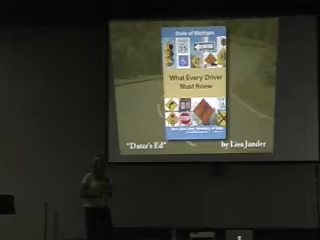 State of Michigan
What Every Driver
Must Know
"Dater's Ed"
by Lisa Jander